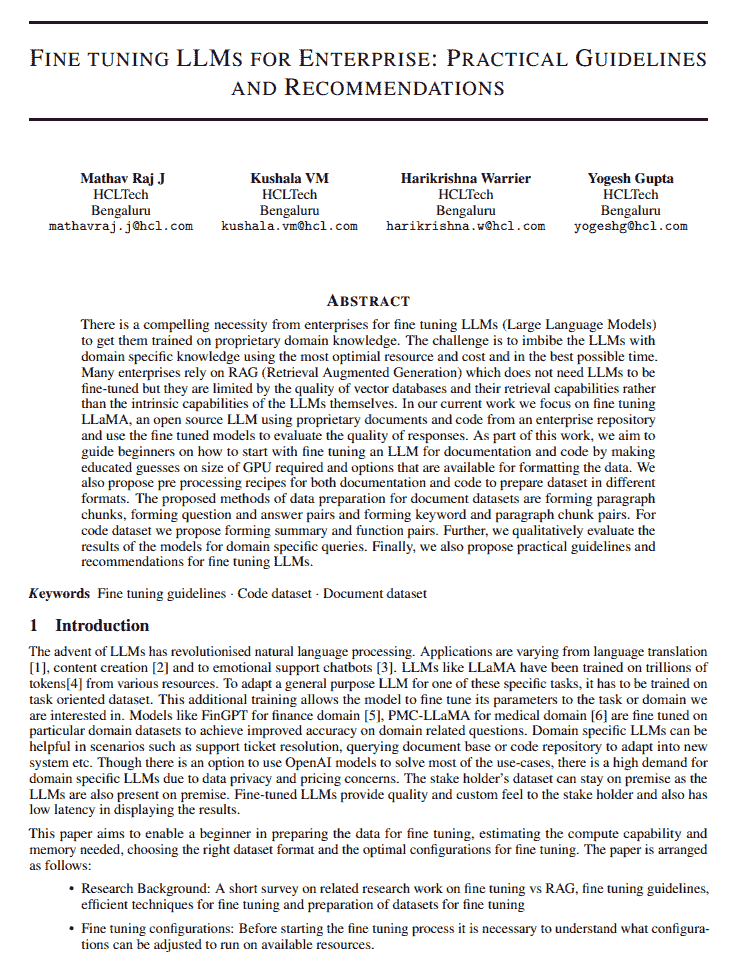 FINE TUNING LLMS FOR ENTERPRISE: PRACTICAL GUIDELINES
AND RECOMMENDATIONS
Mathav Raj J
HCLTech
Bengaluru
mathavraj.j@hcl.com
Kushala VM
HCLTech
Bengaluru
kushala.vm@hcl.com
Harikrishna Warrier
HCLTech
Bengaluru
harikrishna.w@hcl.com
Yogesh Gupta
HCLTech
Bengaluru
yogeshg@hcl.com
ABSTRACT
There is a compelling necessity from enterprises for fine tuning LLMs (Large Language Models)
to get them trained on proprietary domain knowledge. The challenge is to imbibe the LLMs with
domain specific knowledge using the most optimial resource and cost and in the best possible time.
Many enterprises rely on RAG (Retrieval Augmented Generation) which does not need LLMs to be
fine-tuned but they are limited by the quality of vector databases and their retrieval capabilities rather
than the intrinsic capabilities of the LLMs themselves. In our current work we focus on fine tuning
LLaMA, an open source LLM using proprietary documents and code from an enterprise repository
and use the fine tuned models to evaluate the quality of responses. As part of this work, we aim to
guide beginners on how to start with fine tuning an LLM for documentation and code by making
educated guesses on size of GPU required and options that are available for formatting the data. We
also propose pre processing recipes for both documentation and code to prepare dataset in different
formats. The proposed methods of data preparation for document datasets are forming paragraph
chunks, forming question and answer pairs and forming keyword and paragraph chunk pairs. For
code dataset we propose forming summary and function pairs. Further, we qualitatively evaluate the
results of the models for domain specific queries. Finally, we also propose practical guidelines and
recommendations for fine tuning LLMs.
Keywords Fine tuning guidelines · Code dataset · Document dataset
1 Introduction
The advent of LLMs has revolutionised natural language processing. Applications are varying from language translation
[1], content creation [2] and to emotional support chatbots [3]. LLMs like LLaMA have been trained on trillions of
tokens[4] from various resources. To adapt a general purpose LLM for one of these specific tasks, it has to be trained on
task oriented dataset. This additional training allows the model to fine tune its parameters to the task or domain we
are interested in. Models like FinGPT for finance domain [5], PMC-LLaMA for medical domain [6] are fine tuned on
particular domain datasets to achieve improved accuracy on domain related questions. Domain specific LLMs can be
helpful in scenarios such as support ticket resolution, querying document base or code repository to adapt into new
system etc. Though there is an option to use OpenAI models to solve most of the use-cases, there is a high demand for
domain specific LLMs due to data privacy and pricing concerns. The stake holder's dataset can stay on premise as the
LLMs are also present on premise. Fine-tuned LLMs provide quality and custom feel to the stake holder and also has
low latency in displaying the results.
This paper aims to enable a beginner in preparing the data for fine tuning, estimating the compute capability and
memory needed, choosing the right dataset format and the optimal configurations for fine tuning. The paper is arranged
as follows:
• Research Background: A short survey on related research work on fine tuning vs RAG, fine tuning guidelines,
efficient techniques for fine tuning and preparation of datasets for fine tuning
• Fine tuning configurations: Before starting the fine tuning process it is necessary to understand what configura-
tions can be adjusted to run on available resources.